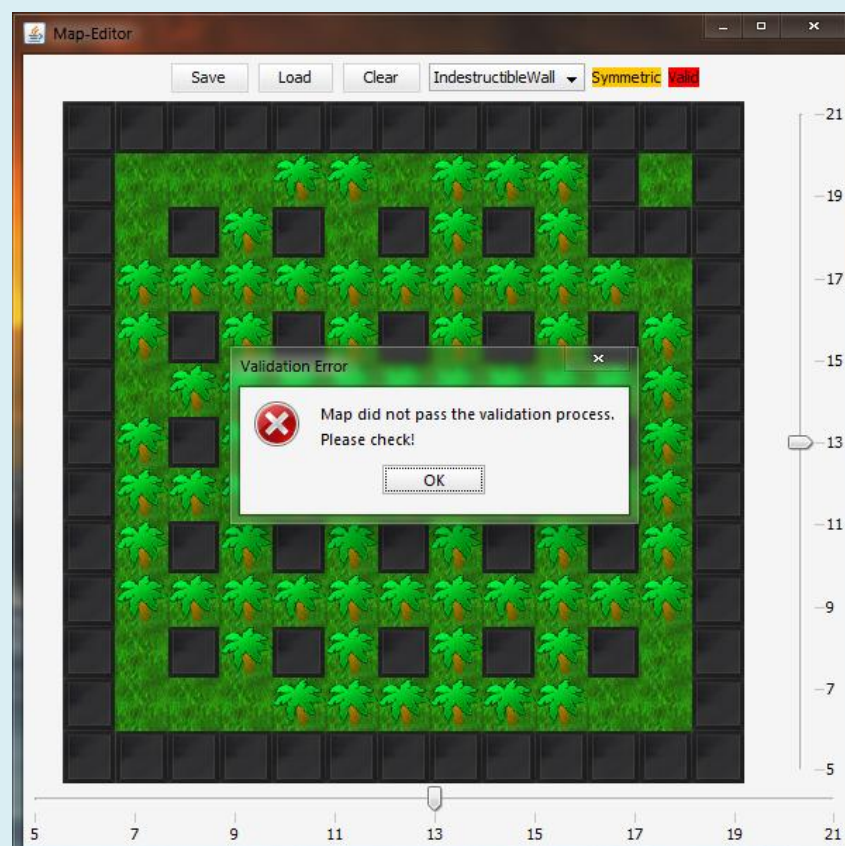 Map-Editor
Save Load Clear IndestructibleWall Symmetric Valid
21
19
17
15
Validation Error
Map did not pass the validation process.
Please check!
13
OK
11
9
7
5
5 7 9 11 13 15 17 19 21